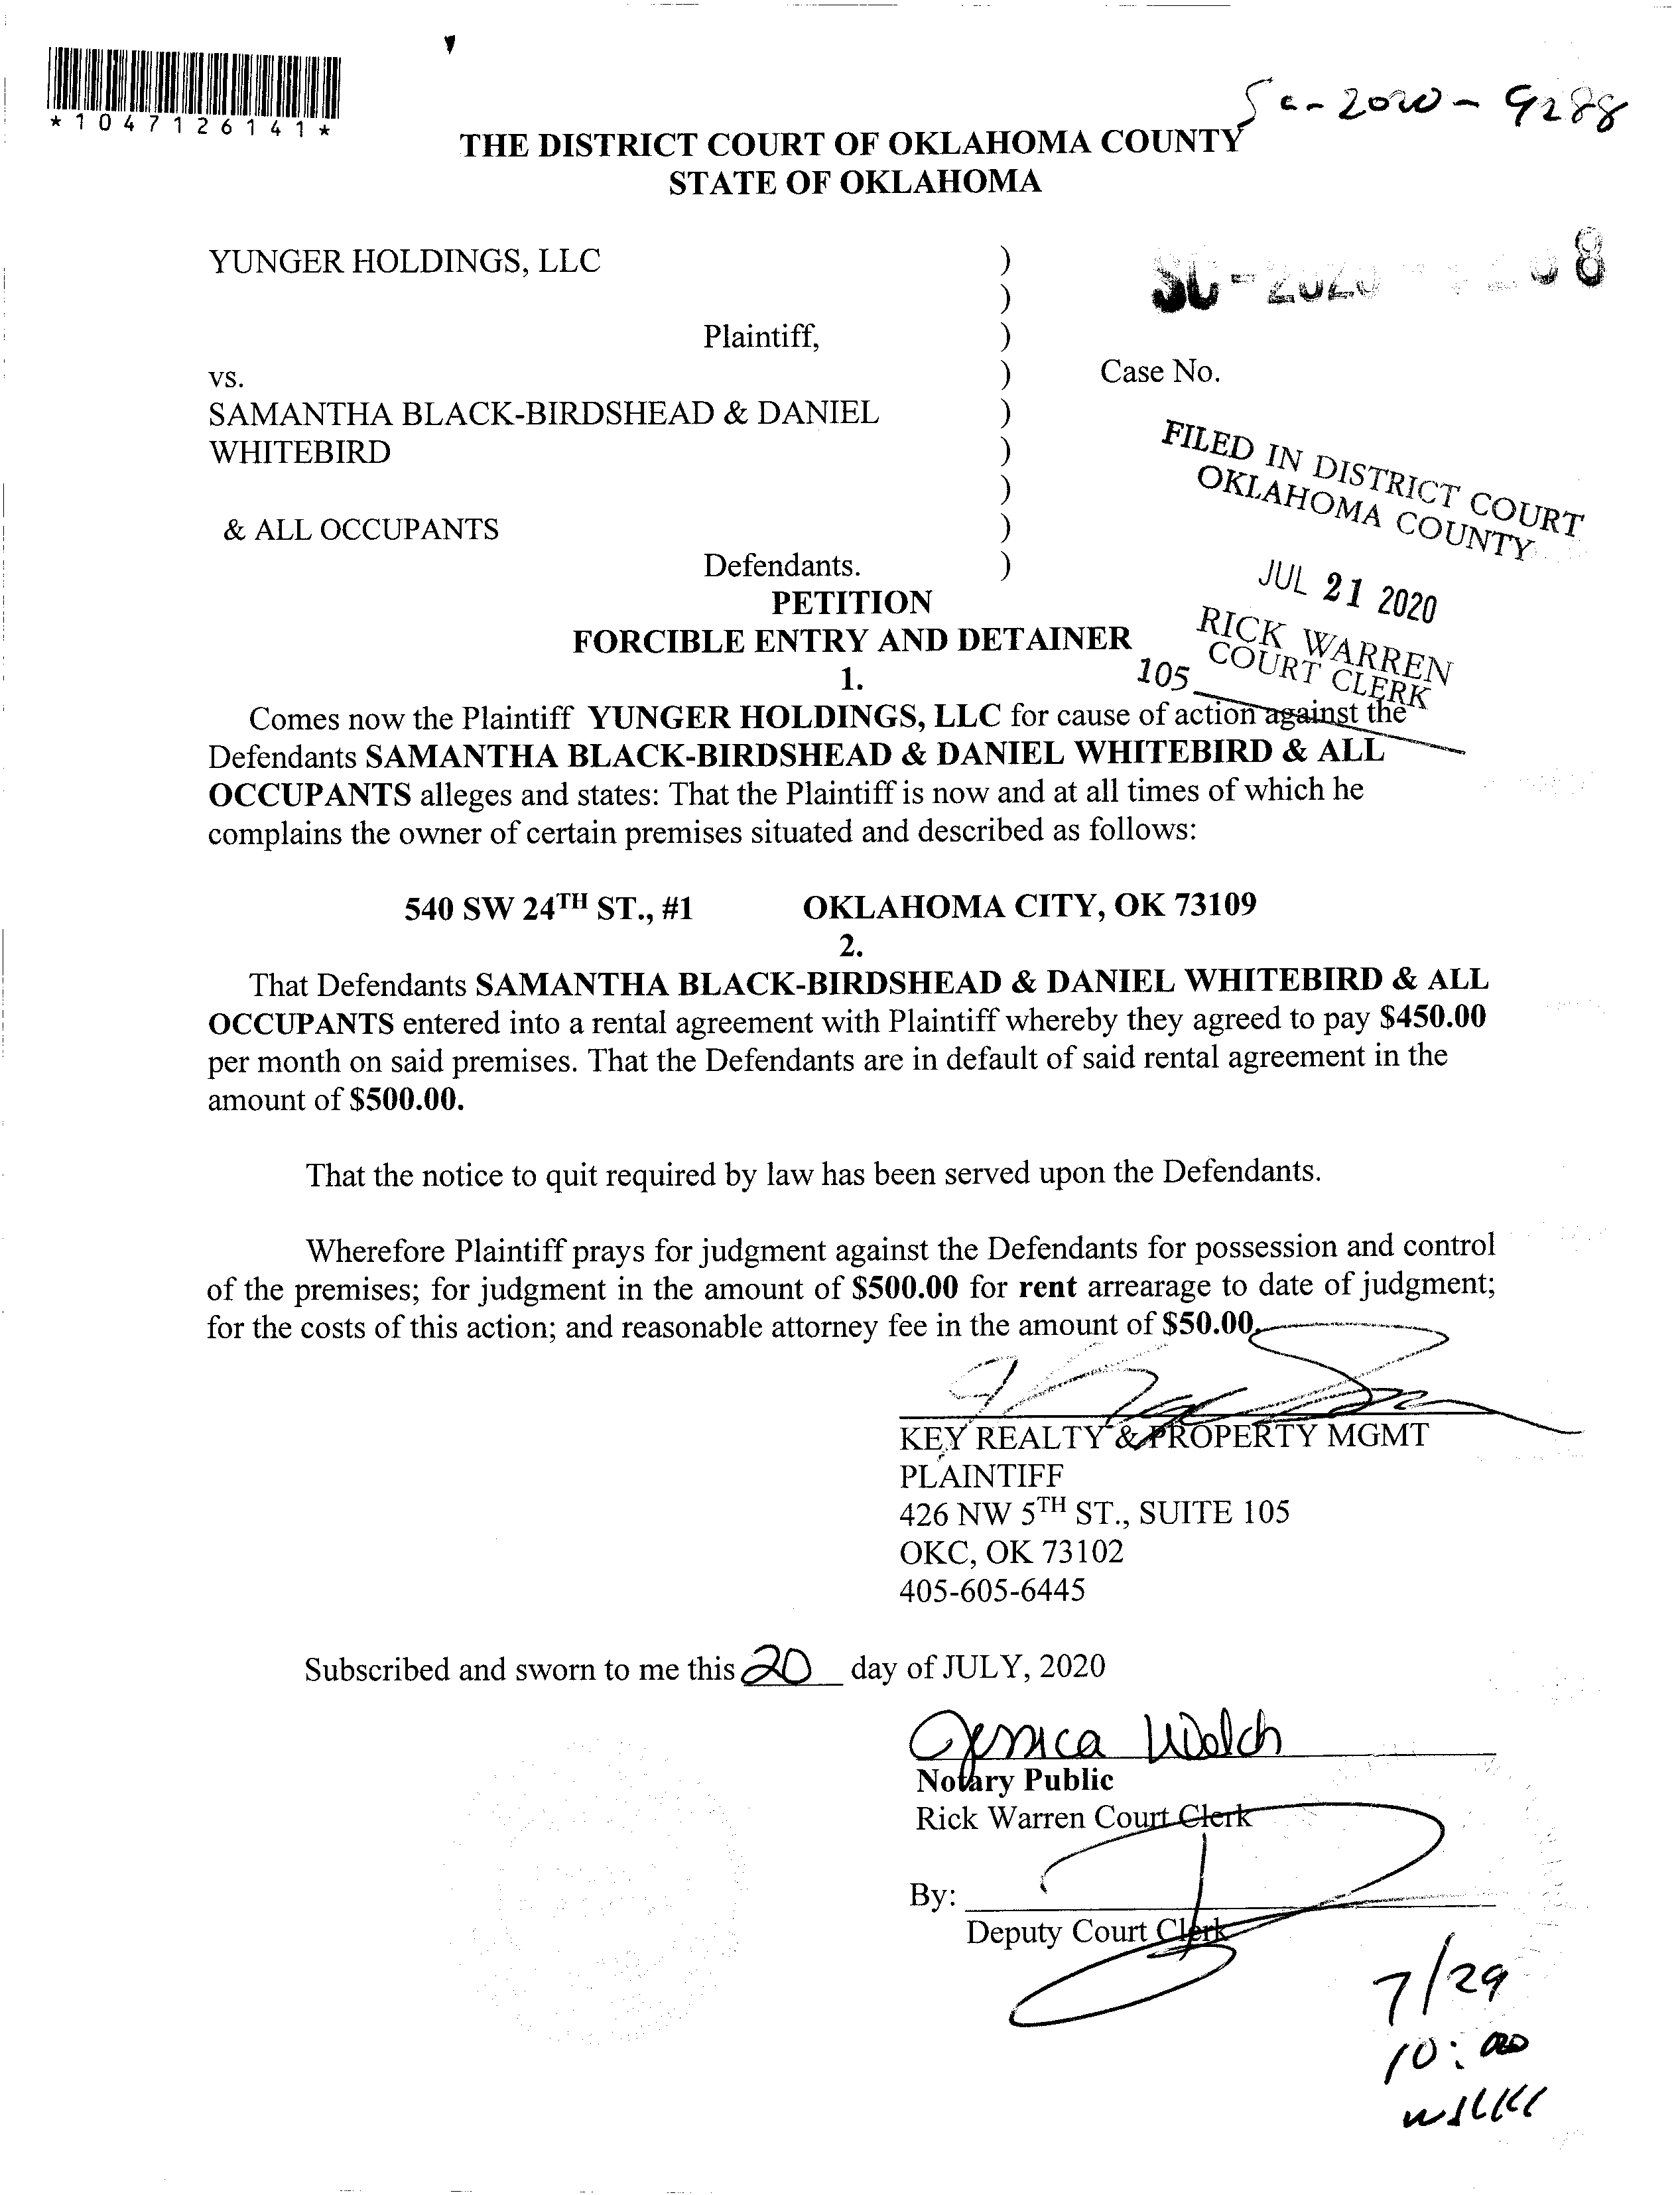 *1047126141*
Sc-2020-9288
THE DISTRICT COURT OF OKLAHOMA COUNTY
STATE OF OKLAHOMA
YUNGER HOLDINGS, LLC )
)
Plaintiff, )
vs. ) Case No.
SAMANTHA BLACK-BIRDSHEAD & DANIEL )
WHITEBIRD )
)
& ALL OCCUPANTS )
Defendants. )
FILED IN DISTRICT COURT
OKLAHOMA COUNTY
JUL 21 2020
RICK WARREN
COURT CLERK
105
PETITION
FORCIBLE ENTRY AND DETAINER
1.
Comes now the Plaintiff YUNGER HOLDINGS, LLC for cause of action against the
Defendants SAMANTHA BLACK-BIRDSHEAD & DANIEL WHITEBIRD & ALL
OCCUPANTS alleges and states: That the Plaintiff is now and at all times of which he
complains the owner of certain premises situated and described as follows:
540 SW 24TH ST., #1 OKLAHOMA CITY, OK 73109
2.
That Defendants SAMANTHA BLACK-BIRDSHEAD & DANIEL WHITEBIRD & ALL
OCCUPANTS entered into a rental agreement with Plaintiff whereby they agreed to pay $450.00
per month on said premises. That the Defendants are in default of said rental agreement in the
amount of $500.00.
That the notice to quit required by law has been served upon the Defendants.
Wherefore Plaintiff prays for judgment against the Defendants for possession and control
of the premises; for judgment in the amount of $500.00 for rent arrearage to date of judgment;
for the costs of this action; and reasonable attorney fee in the amount of $50.00.
KEY REALTY & PROPERTY MGMT
PLAINTIFF
426 NW 5TH ST., SUITE 105
OKC, OK 73102
405-605-6445
Subscribed and sworn to me this 20 day of JULY, 2020
Jessica Welch
Notary Public
Rick Warren Court Clerk
By:
Deputy Court Clerk
7/29
10:00